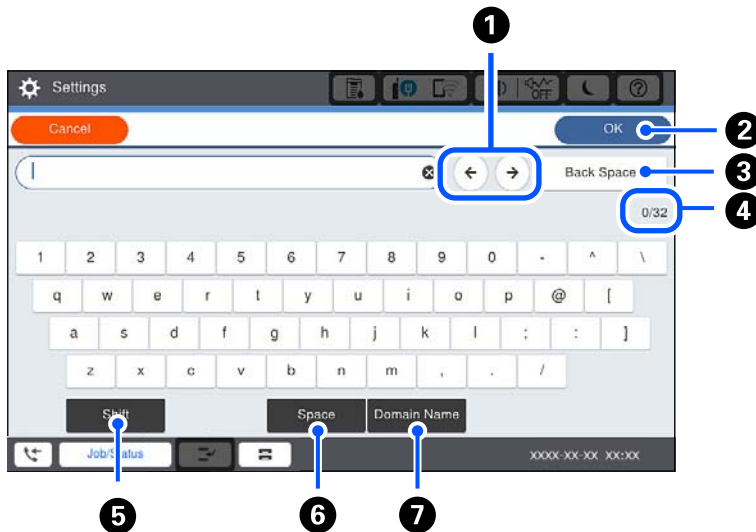 1
Settings
OFF
?
Cancel
OK
2
Back Space
3
0/32
4
1 2 3 4 5 6 7 8 9 0 - ^ \
q w e r t y u i o p @ [
a s d f g h j k l ; : ]
z x c v b n m , . /
Shift Space Domain Name
Job/Status
XXXX-XX-XX XX:XX
5 6 7